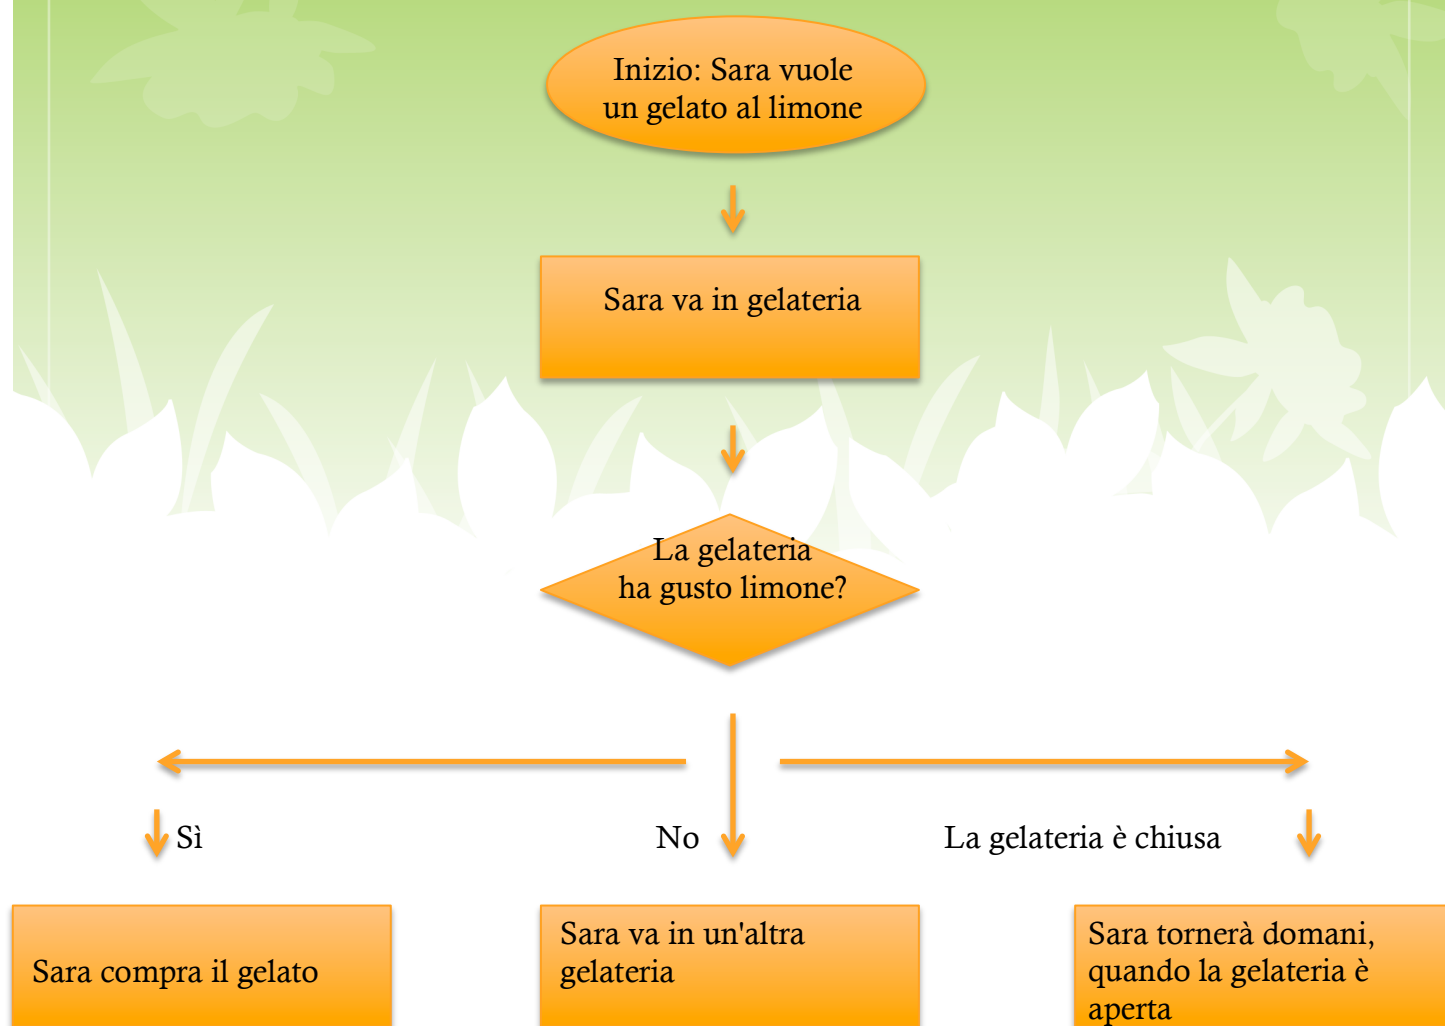 Inizio: Sara vuole
un gelato al limone
Sara va in gelateria
La gelateria
ha gusto limone?
Sì
No
La gelateria è chiusa
Sara compra il gelato
Sara va in un'altra
gelateria
Sara tornerà domani,
quando la gelateria è
aperta